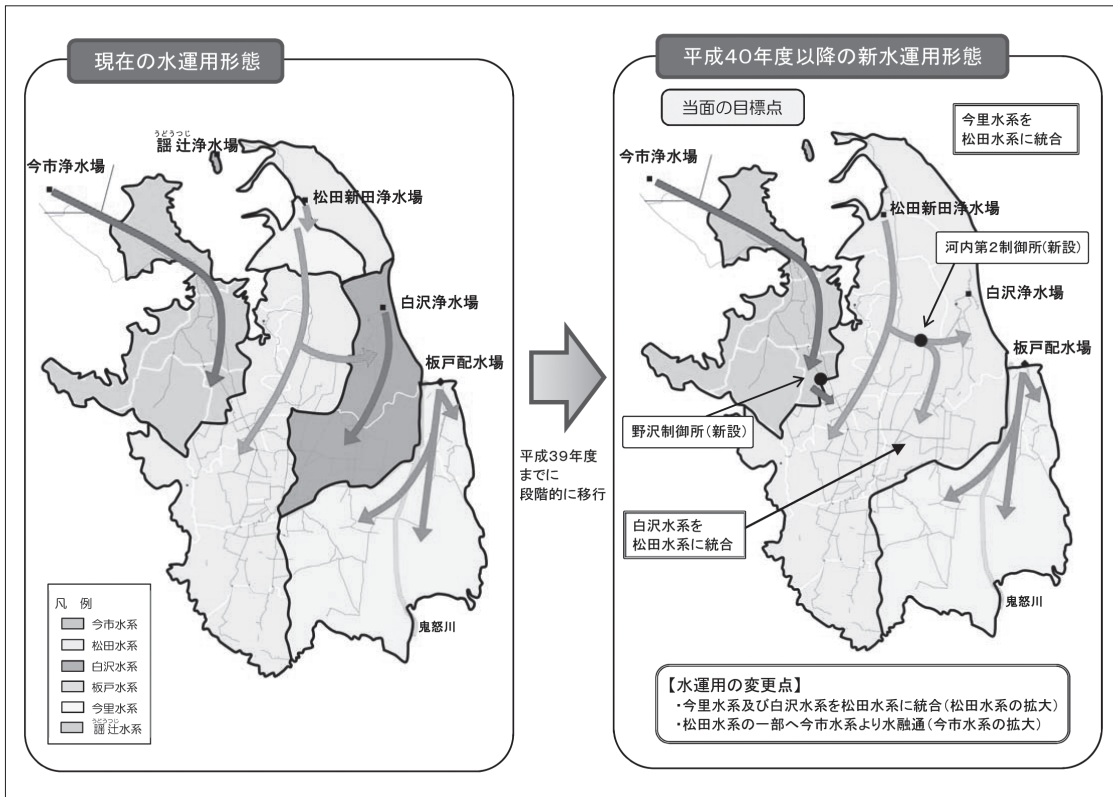 現在の水運用形態
うどうつじ
謡辻浄水場
今市浄水場
松田新田浄水場
白沢浄水場
板戸配水場
鬼怒川
凡 例
今市水系
松田水系
白沢水系
板戸水系
今里水系
うどうつじ
謡辻水系
平成39年度
までに
段階的に移行
平成40年度以降の新水運用形態
当面の目標点
今里水系を
松田水系に統合
今市浄水場
松田新田浄水場
河内第2制御所(新設)
白沢浄水場
板戸配水場
野沢制御所(新設)
白沢水系を
松田水系に統合
鬼怒川
【水運用の変更点】
・今里水系及び白沢水系を松田水系に統合(松田水系の拡大)
・松田水系の一部へ今市水系より水融通(今市水系の拡大)